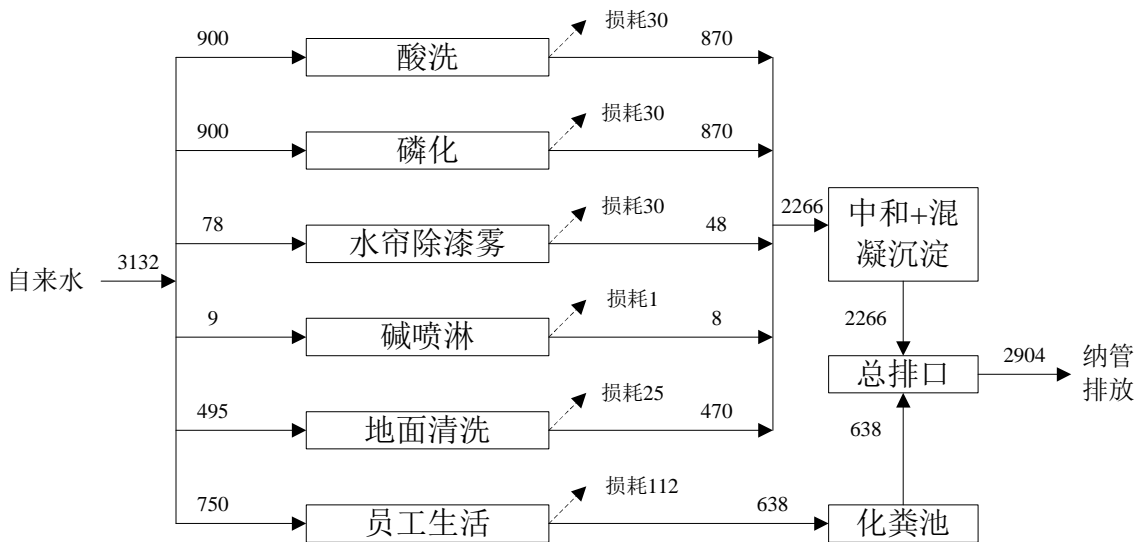 损耗30
900
酸洗
870
损耗30
900
磷化
870
损耗30
78
水帘除漆雾
48
2266
中和+混
凝沉淀
自来水
3132
损耗1
9
碱喷淋
8
2266
总排口
2904
纳管
排放
损耗25
495
地面清洗
470
638
损耗112
750
员工生活
638
化粪池